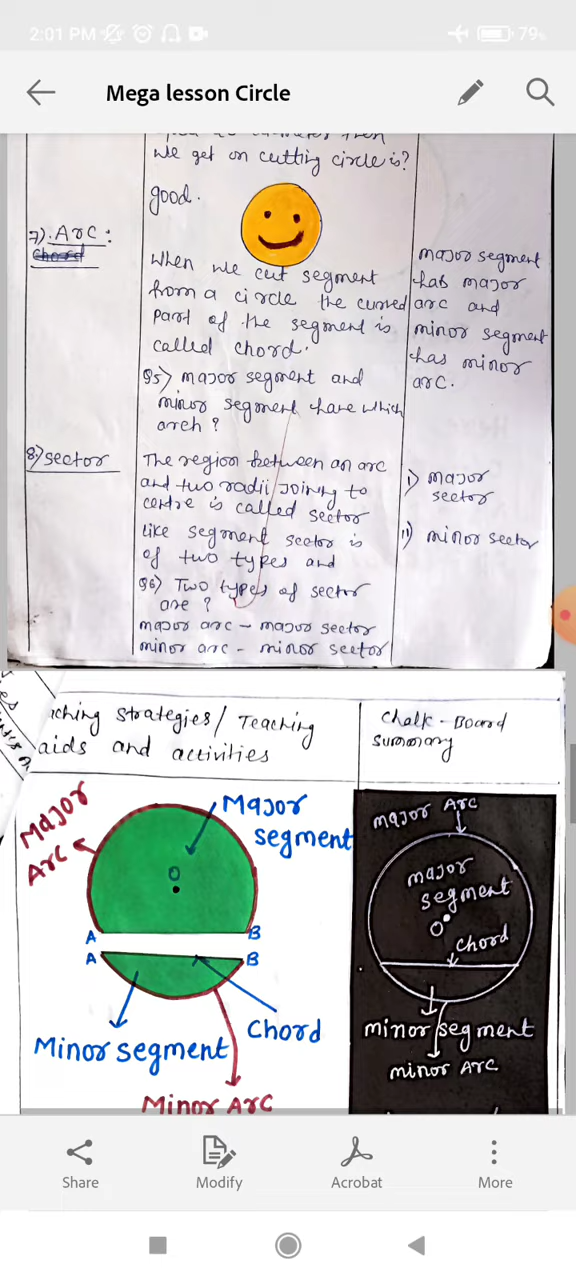 2:01 PM
79%
Mega lesson Circle
we get on cutting circle is?
good.
7). Arc:
chord
When we cut segment
from a circle the curved
part of the segment is
called chord.
Q5) major segment and
minor segment have which
arch?
major segment
has major
arc and
minor segment
has minor
arc.
8.) sector
The region between an arc
and two radii joining to
centre is called sector
like segment sector is
of two types and
Q6) Two types of sector
are?
major arc - major sector
minor arc - minor sector
i) major
sector
ii) minor sector
ching strategies/Teaching
aids and activities
Chalk-Board
summary
Major
Arc
Major
segment
O
A
B
A
B
Minor segment
Chord
Minor Arc
major Arc
major
segment
O
chord
minor segment
minor Arc
Share
Modify
Acrobat
More